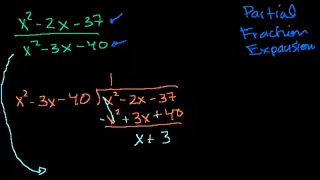 x² - 2x - 37
x² - 3x - 40
Partial
Fraction
Expansion
1
x² - 3x - 40 ) x² - 2x - 37
-x² + 3x + 40
x + 3